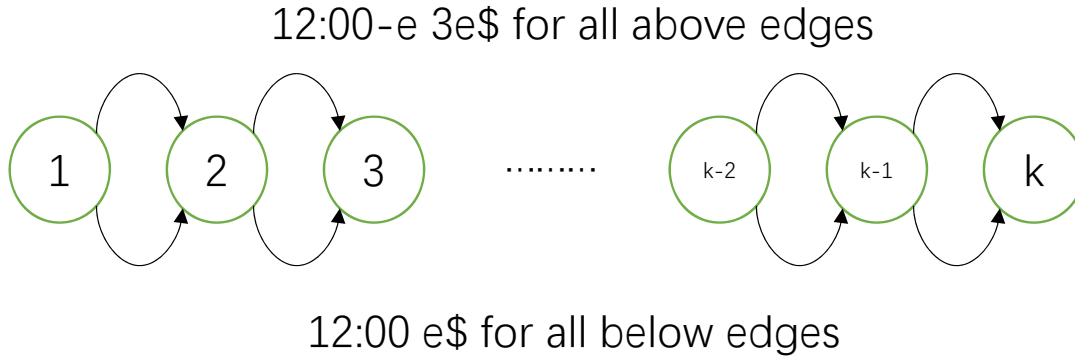 12:00-e 3e$ for all above edges
1 2 3 ········· k-2 k-1 k
12:00 e$ for all below edges